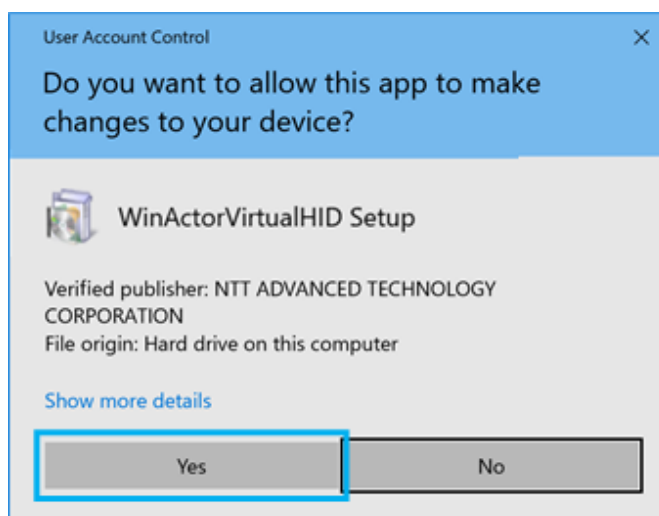 User Account Control
Do you want to allow this app to make
changes to your device?
WinActorVirtualHID Setup
Verified publisher: NTT ADVANCED TECHNOLOGY
CORPORATION
File origin: Hard drive on this computer
Show more details
Yes
No